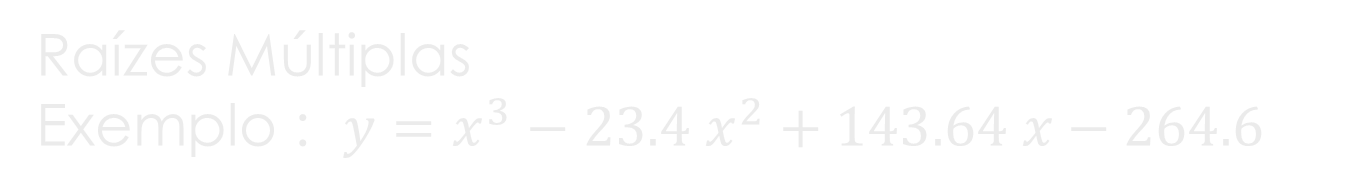 Raízes Múltiplas
Exemplo : y = x³ − 23.4 x² + 143.64 x − 264.6